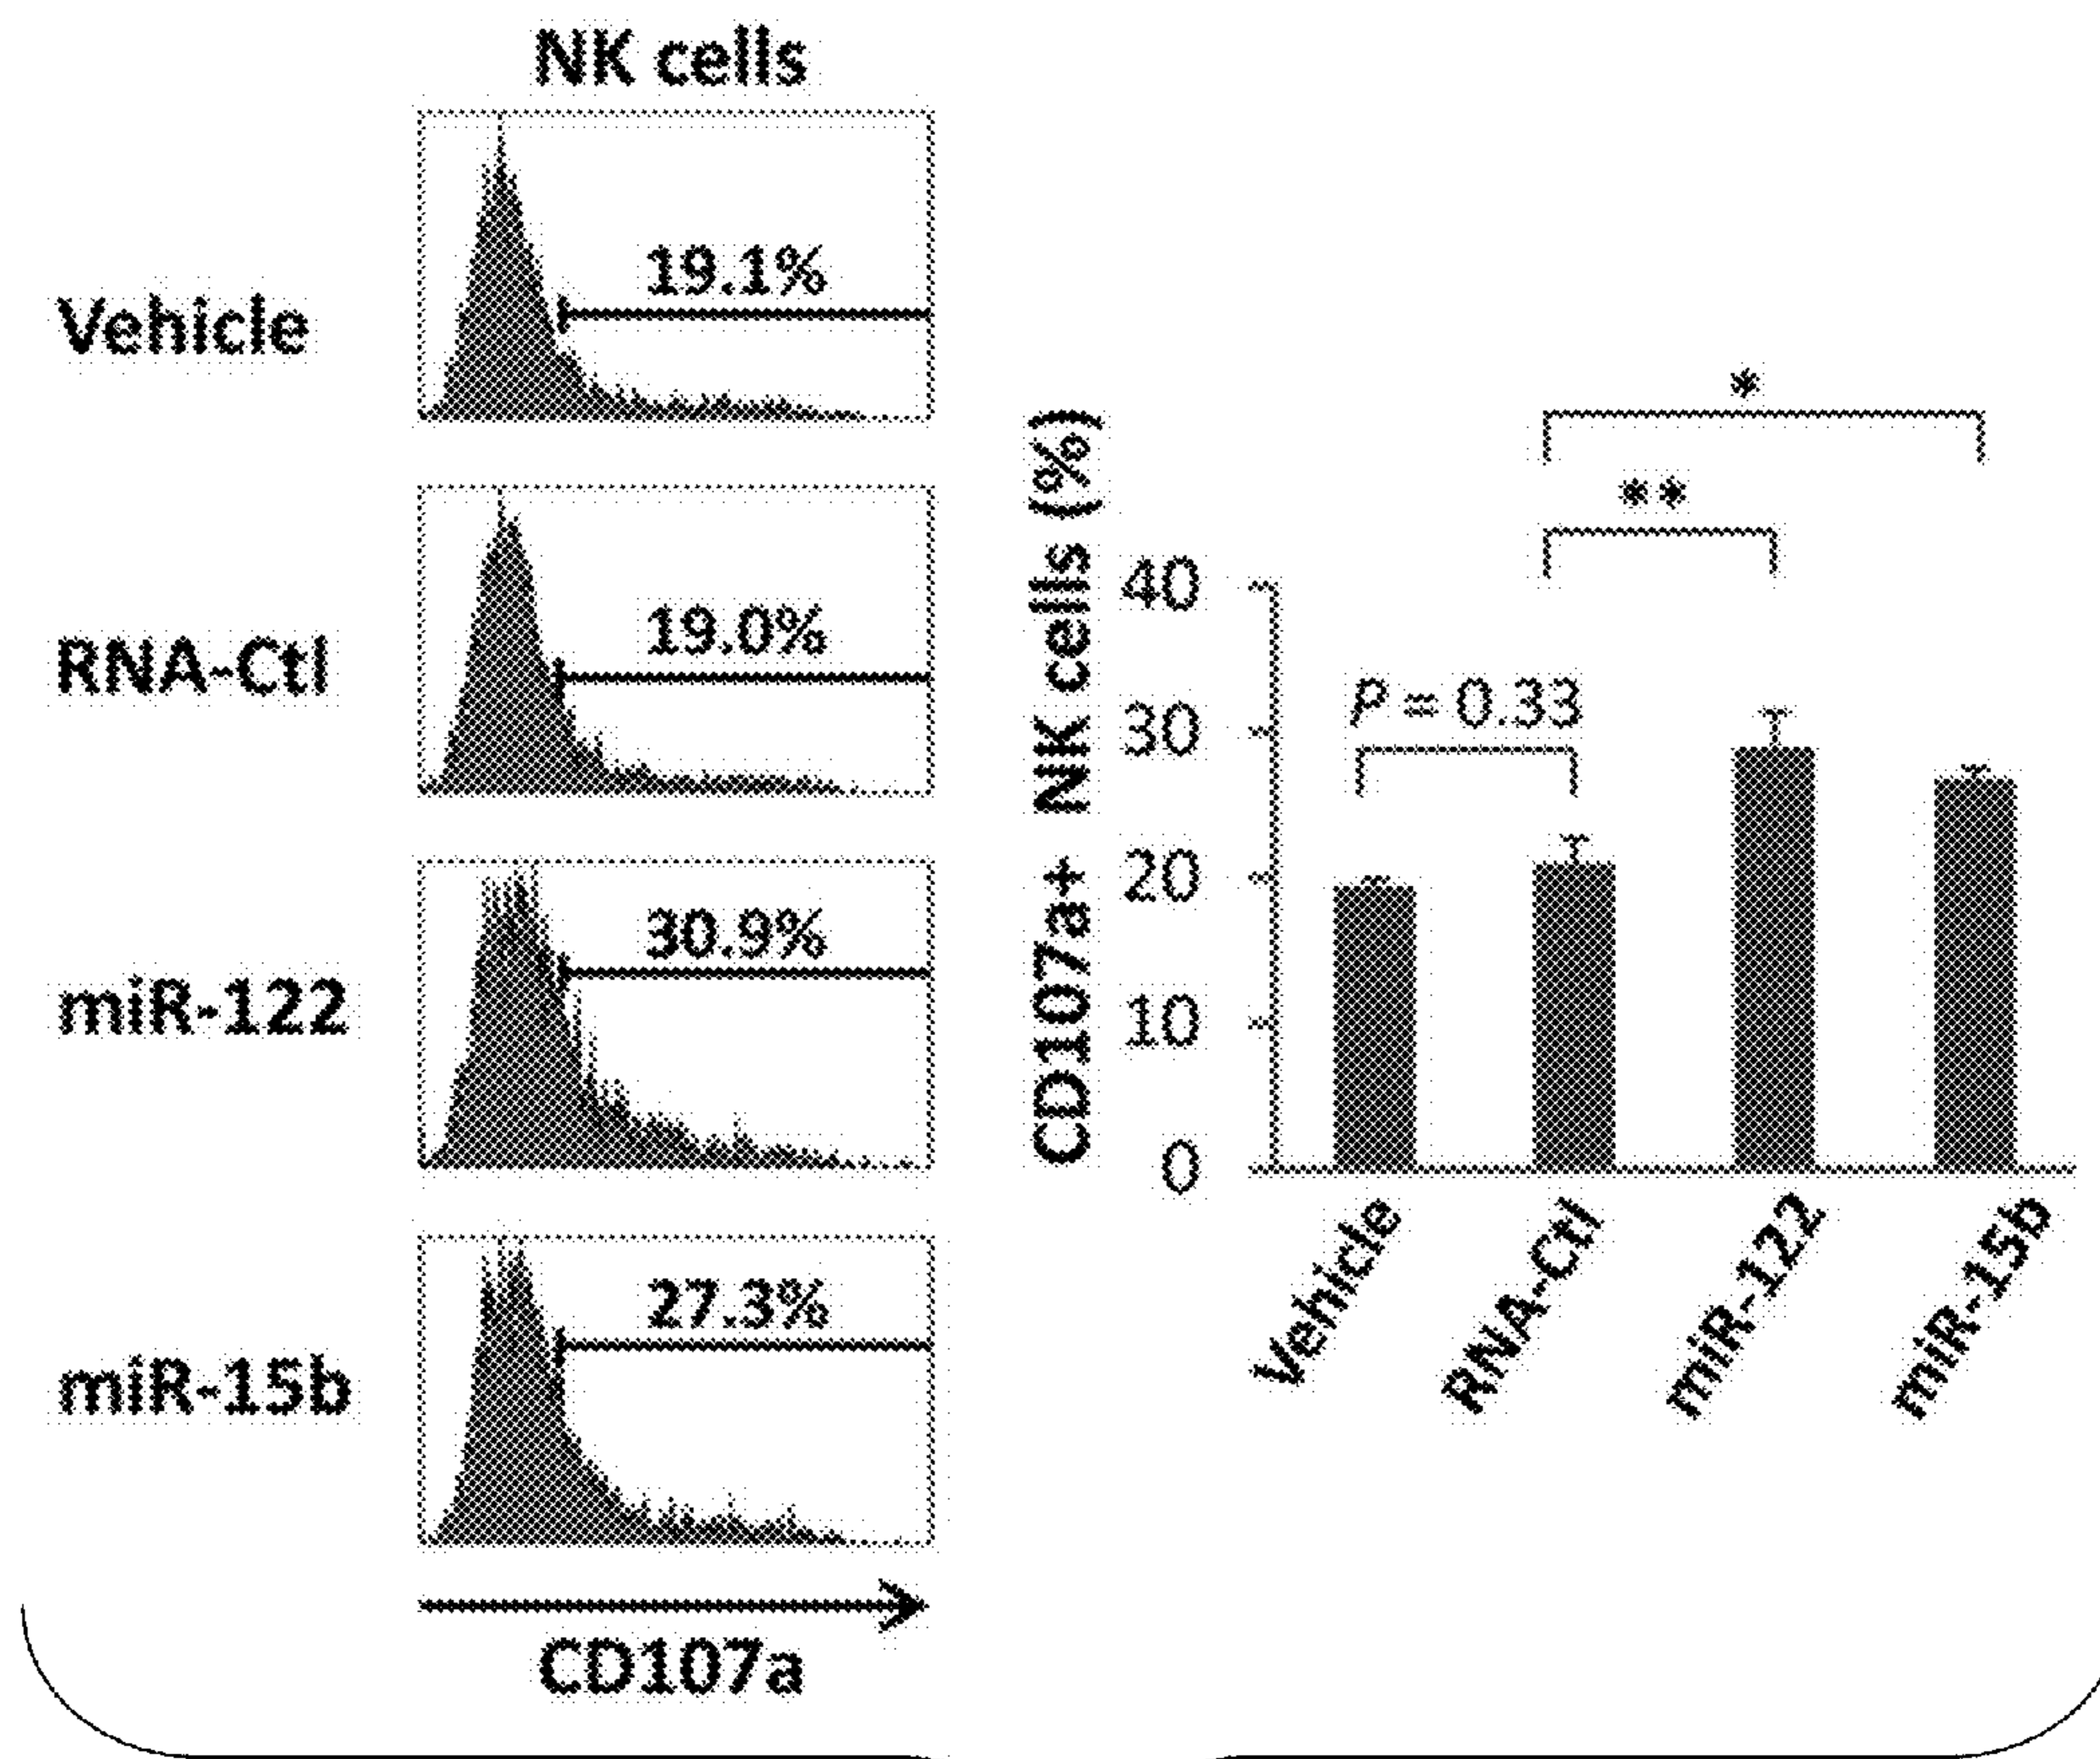 NK cells
Vehicle
19.1%
RNA-Ctl
19.0%
miR-122
30.9%
miR-15b
27.3%
CD107a
CD107a+ NK cells (%)
40
30
20
10
0
*
**
P = 0.33
Vehicle
RNA-Ctl
miR-122
miR-15b